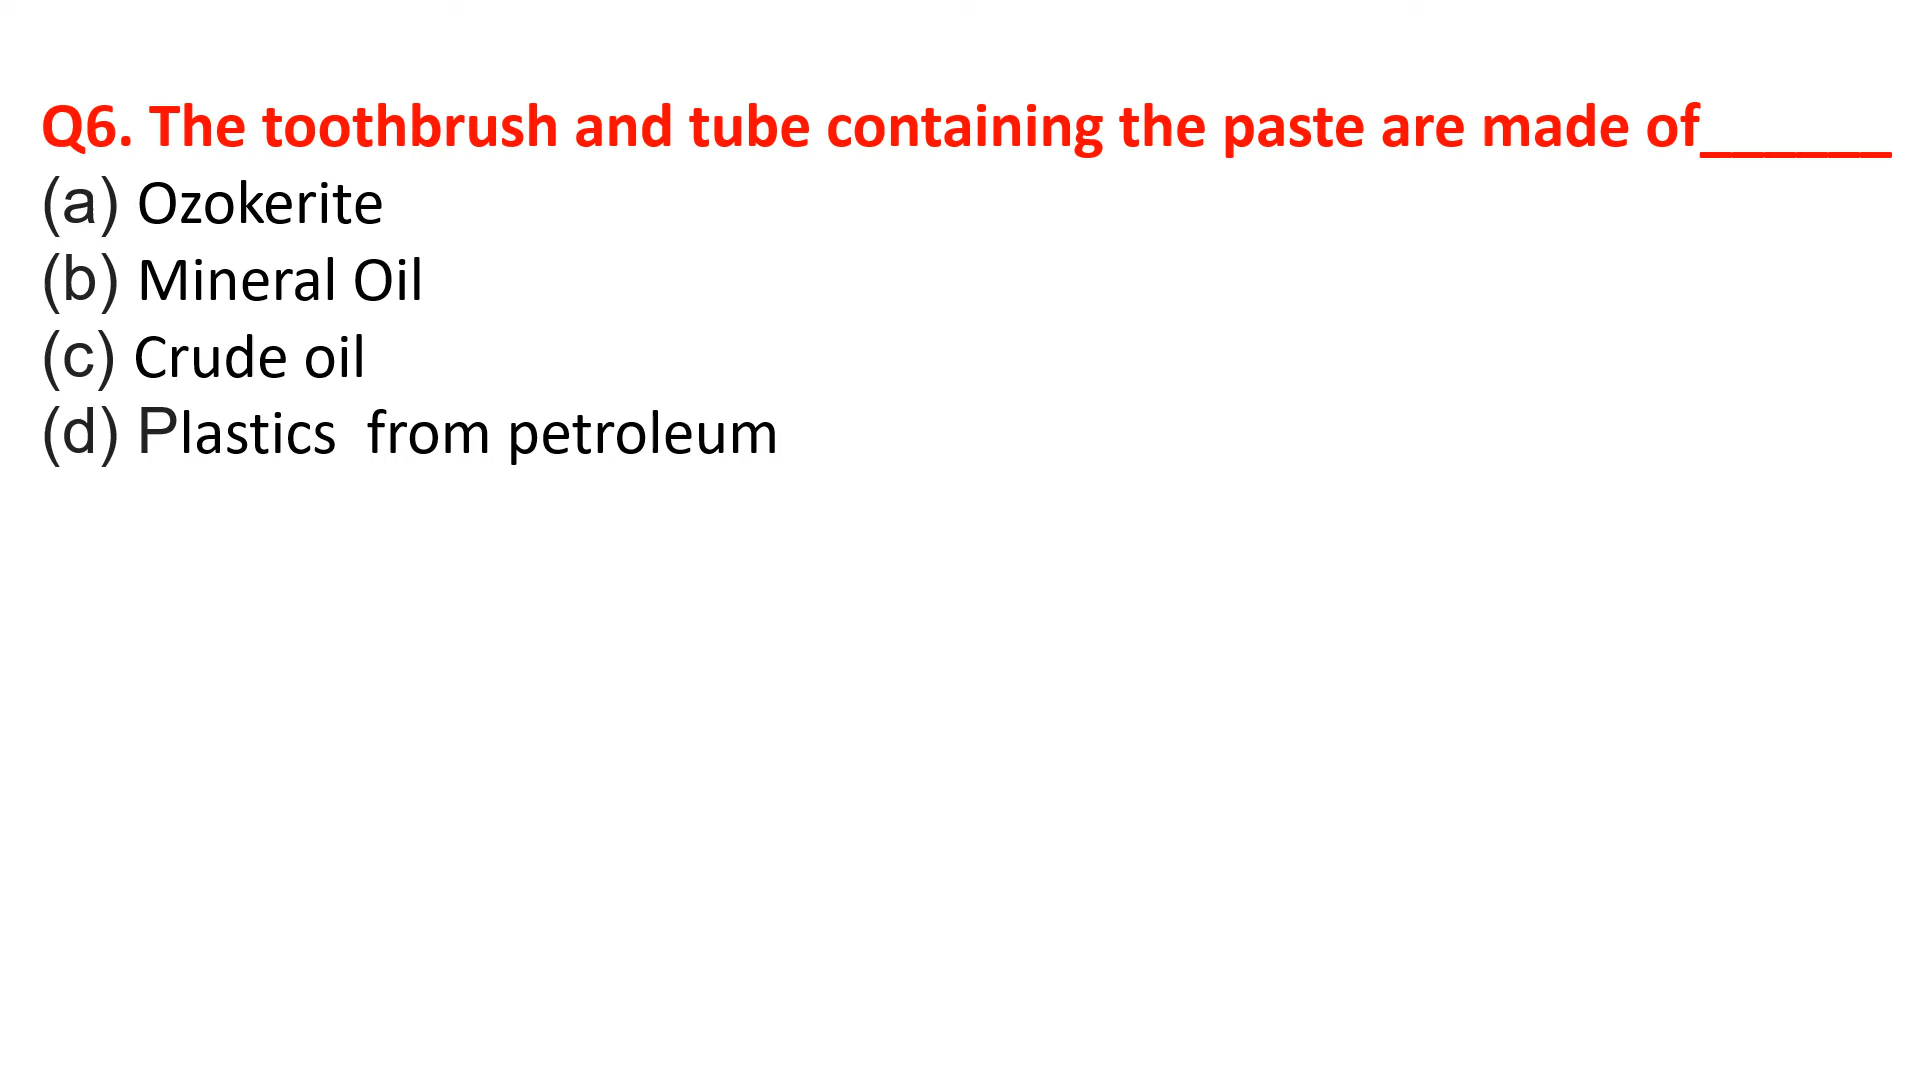 Q6. The toothbrush and tube containing the paste are made of______
(a) Ozokerite
(b) Mineral Oil
(c) Crude oil
(d) Plastics  from petroleum